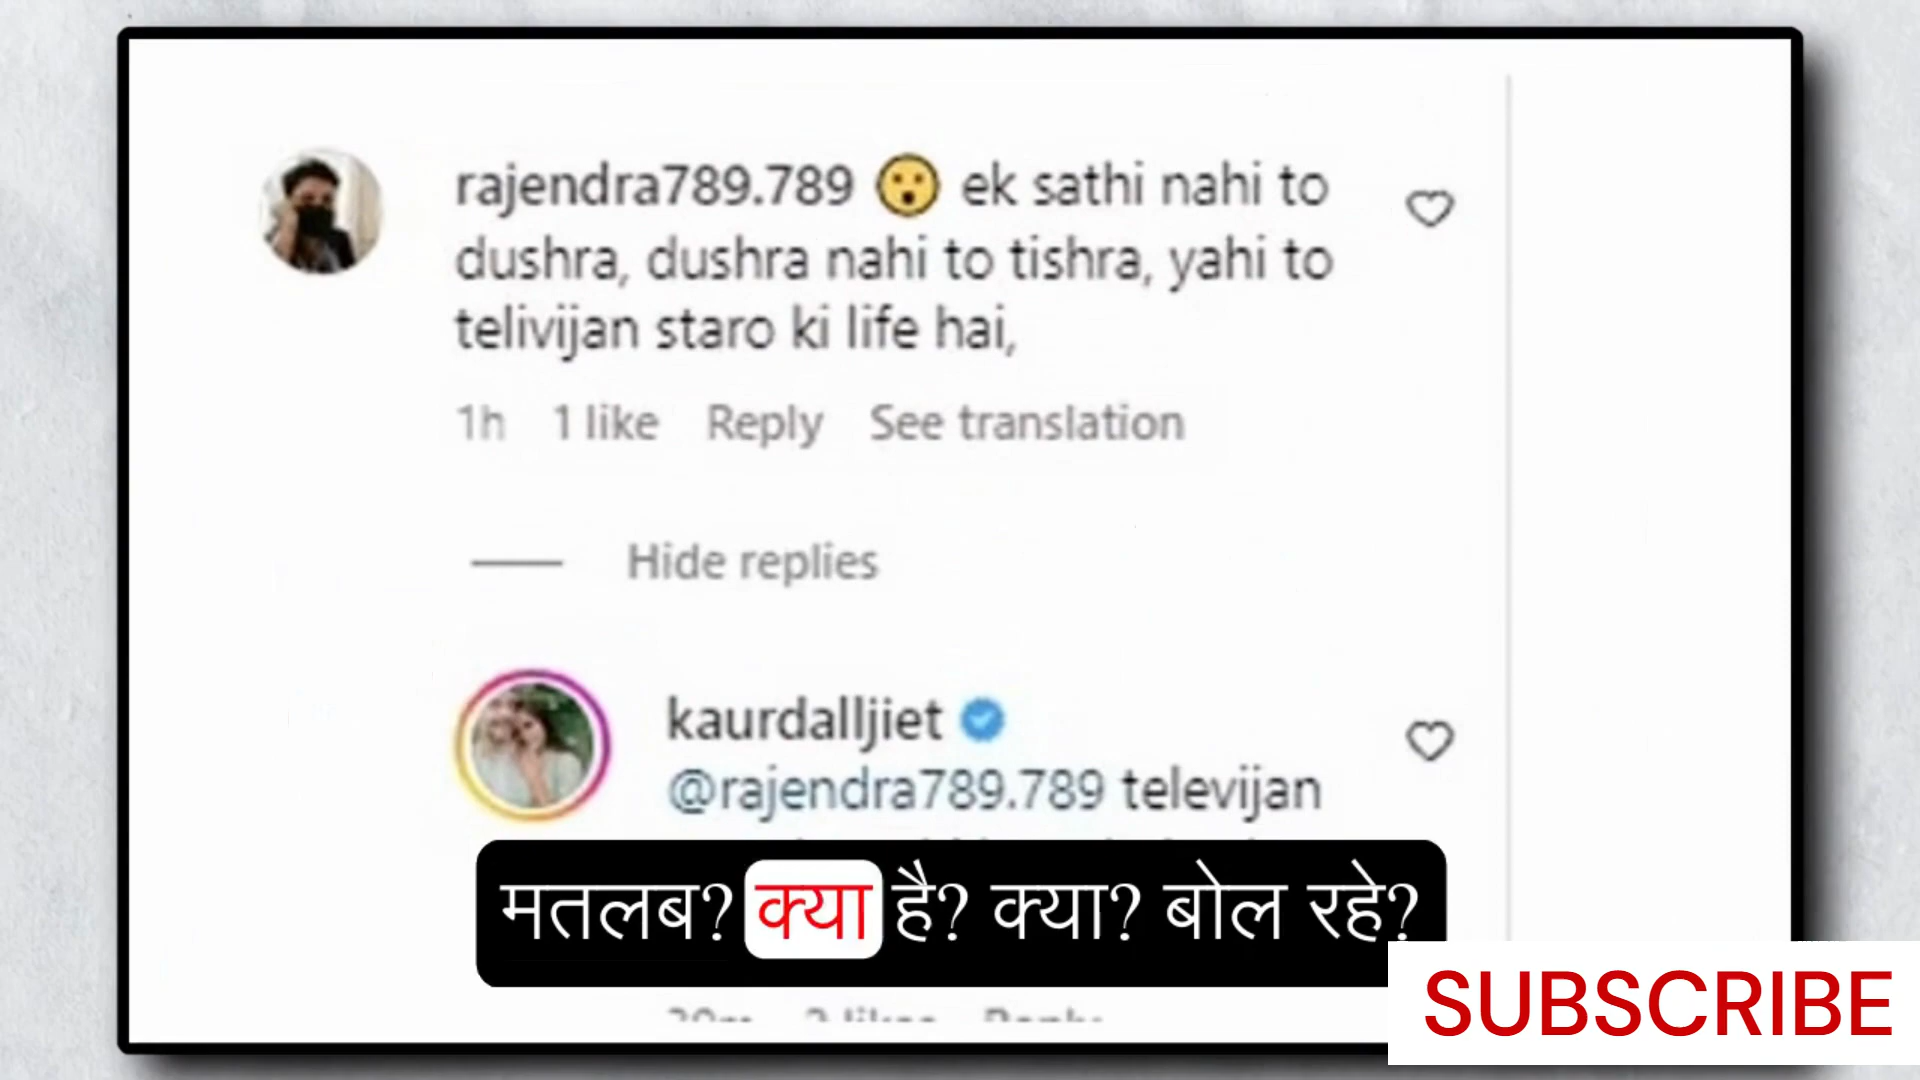 rajendra789.789 😮 ek sathi nahi to
dushra, dushra nahi to tishra, yahi to
telivijan staro ki life hai,
1h 1 like Reply See translation
Hide replies
kaurdalljiet
@rajendra789.789 televijan
मतलब? क्या है? क्या? बोल रहे?
SUBSCRIBE